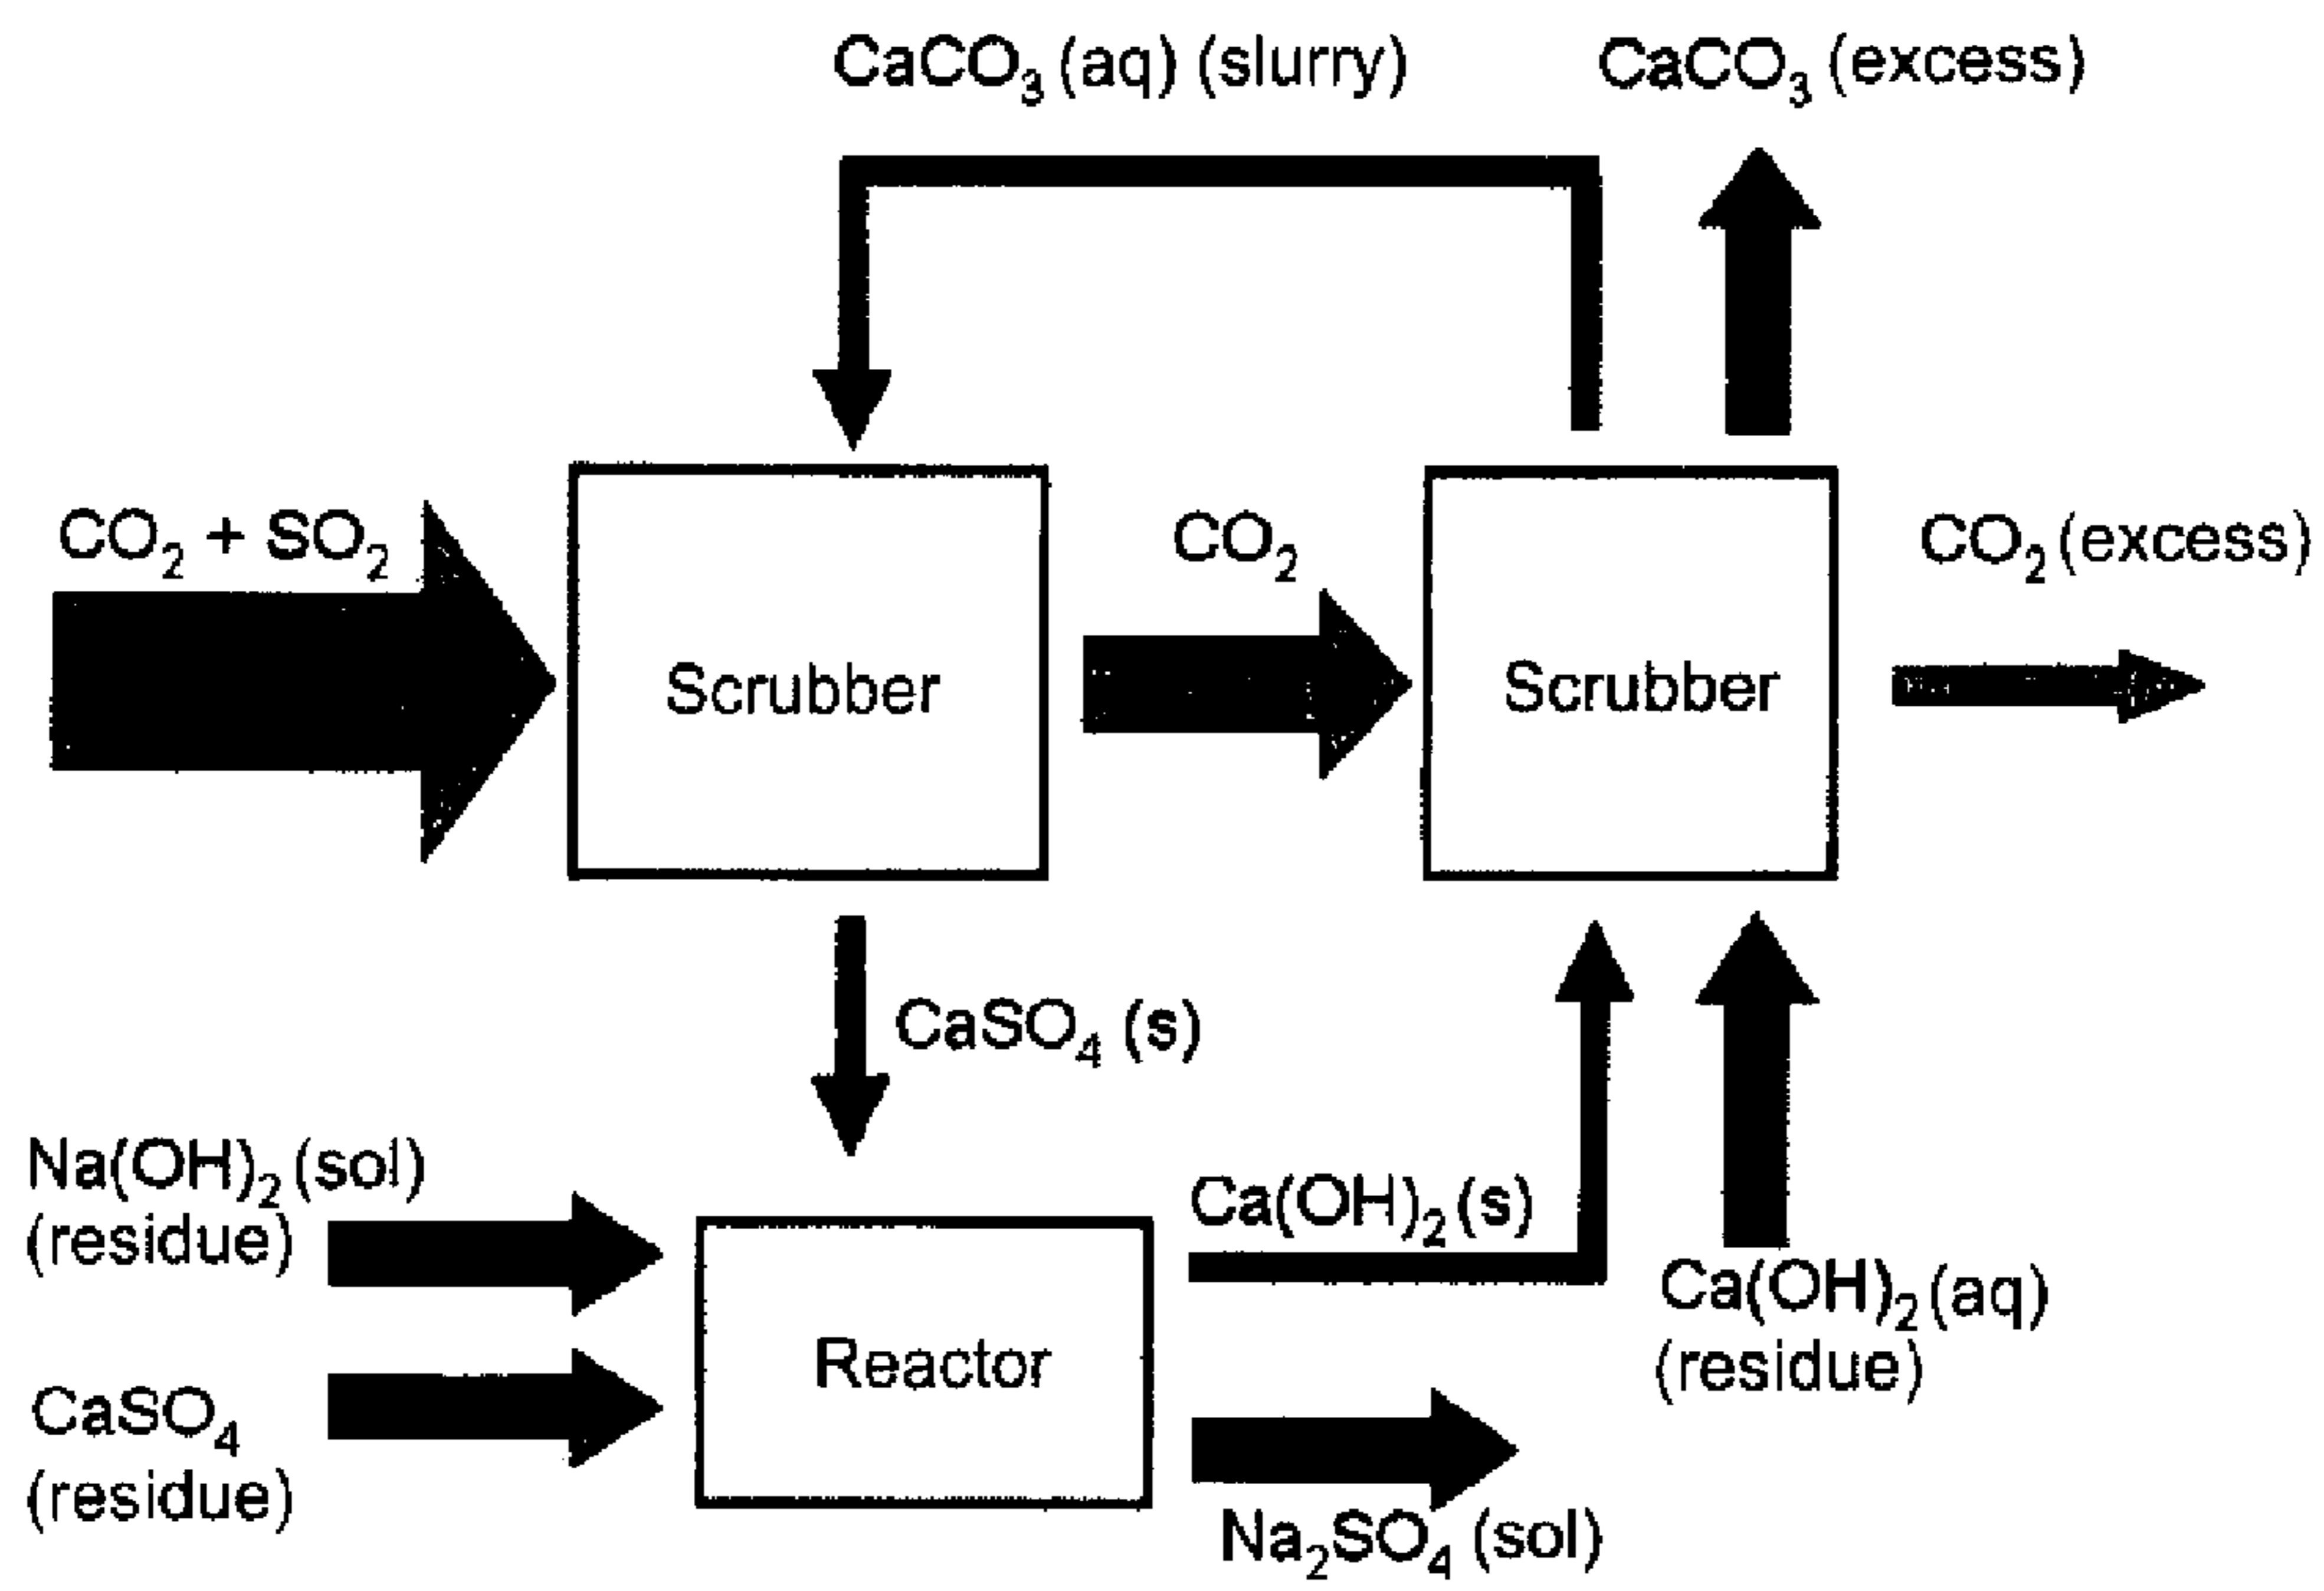 CaCO₃ (aq) (slurry)
CaCO₃ (excess)
CO₂ + SO₂
CO₂
CO₂ (excess)
Scrubber
Scrubber
CaSO₄ (s)
Na(OH)₂ (sol)
(residue)
Ca(OH)₂ (s)
Ca(OH)₂ (aq)
(residue)
Reactor
CaSO₄
(residue)
Na₂SO₄ (sol)